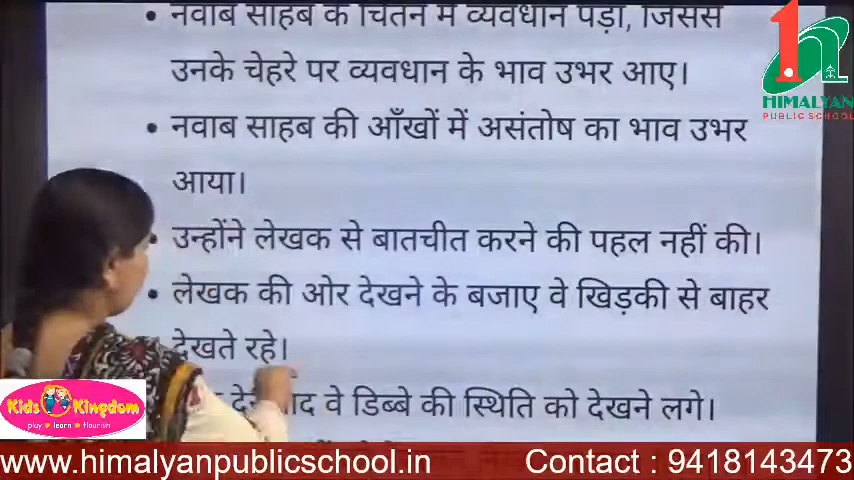 नवाब साहब के चिंतन में व्यवधान पड़ा, जिससे
उनके चेहरे पर व्यवधान के भाव उभर आए।
नवाब साहब की आँखों में असंतोष का भाव उभर
आया।
उन्होंने लेखक से बातचीत करने की पहल नहीं की।
लेखक की ओर देखने के बजाए वे खिड़की से बाहर
देखते रहे।
वे डिब्बे की स्थिति को देखने लगे।
1h
HIMALYAN
PUBLIC SCHOOL
Kids Kingdom
play learn flourish
www.himalyanpublicschool.in Contact : 9418143473